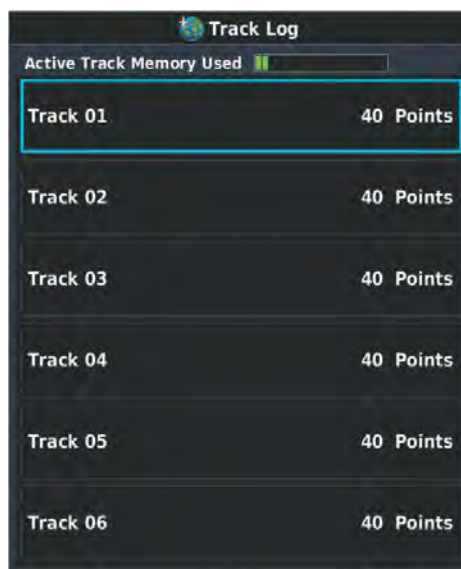 Track Log
Active Track Memory Used
Track 01 40 Points
Track 02 40 Points
Track 03 40 Points
Track 04 40 Points
Track 05 40 Points
Track 06 40 Points